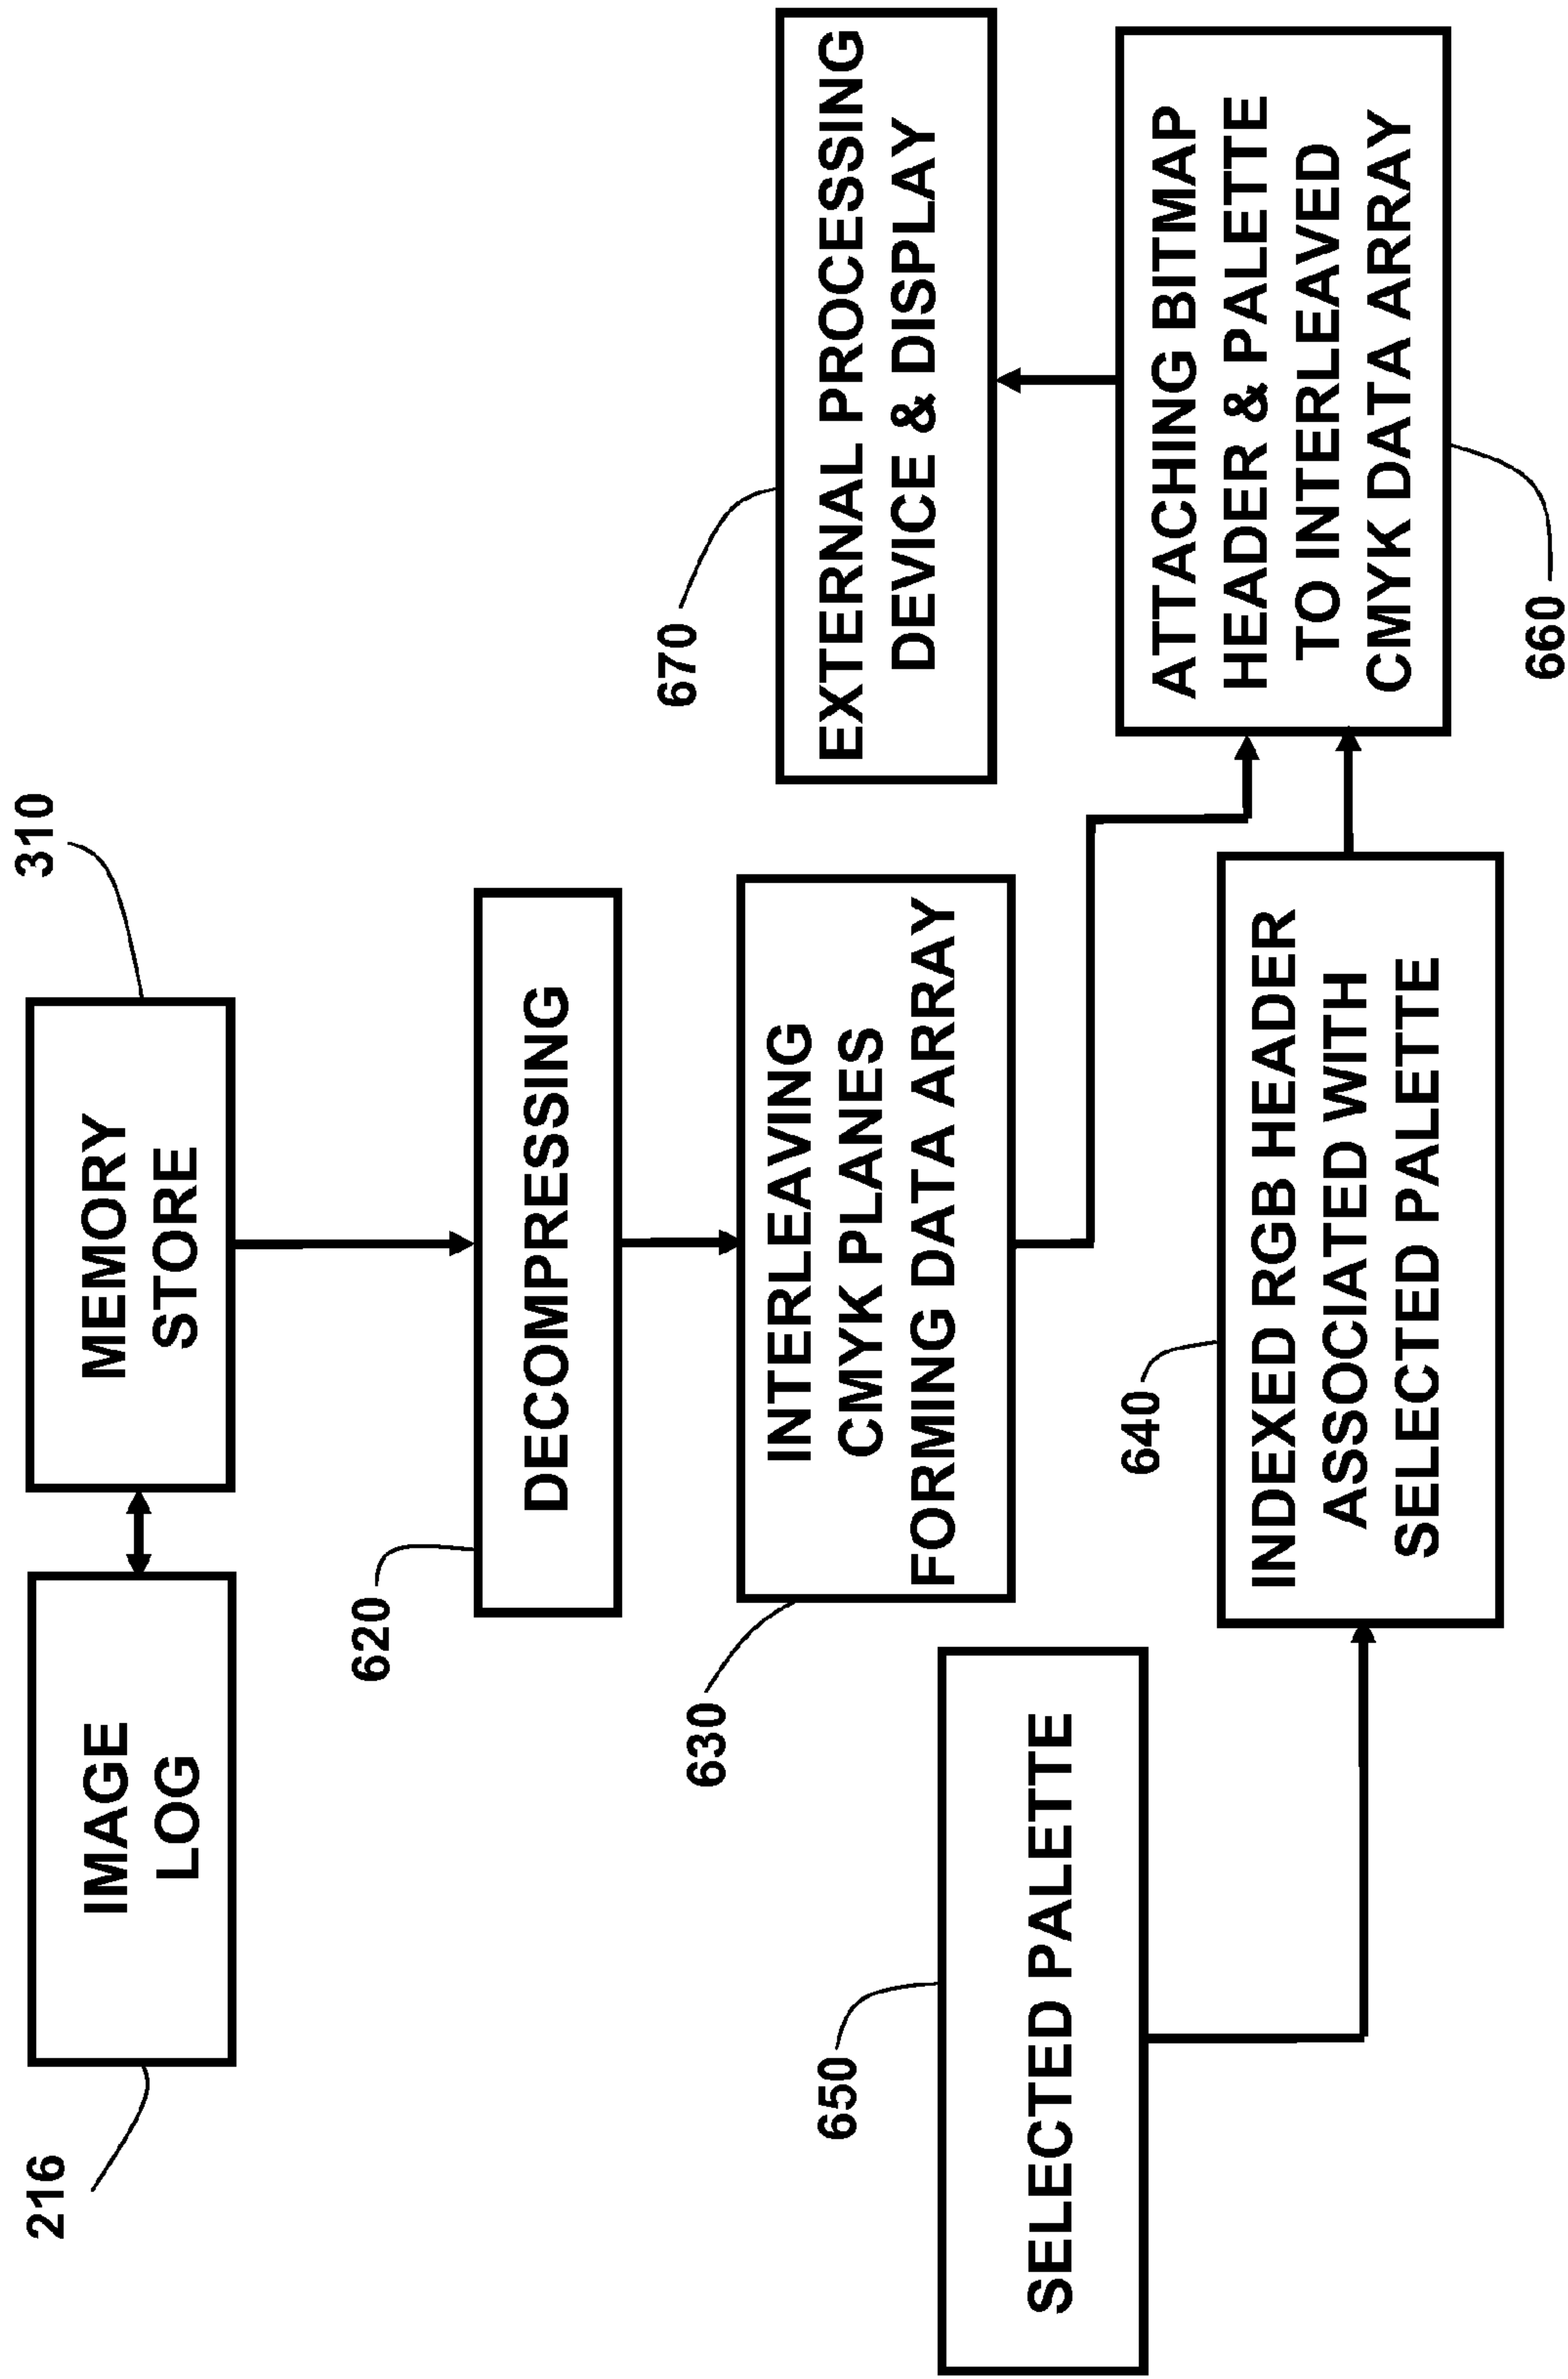 216
IMAGE
LOG
310
MEMORY
STORE
620
DECOMPRESSING
630
INTERLEAVING
CMYK PLANES
FORMING DATA ARRAY
650
SELECTED PALETTE
640
INDEXED RGB HEADER
ASSOCIATED WITH
SELECTED PALETTE
670
EXTERNAL PROCESSING
DEVICE & DISPLAY
ATTACHING BITMAP
HEADER & PALETTE
TO INTERLEAVED
CMYK DATA ARRAY
660